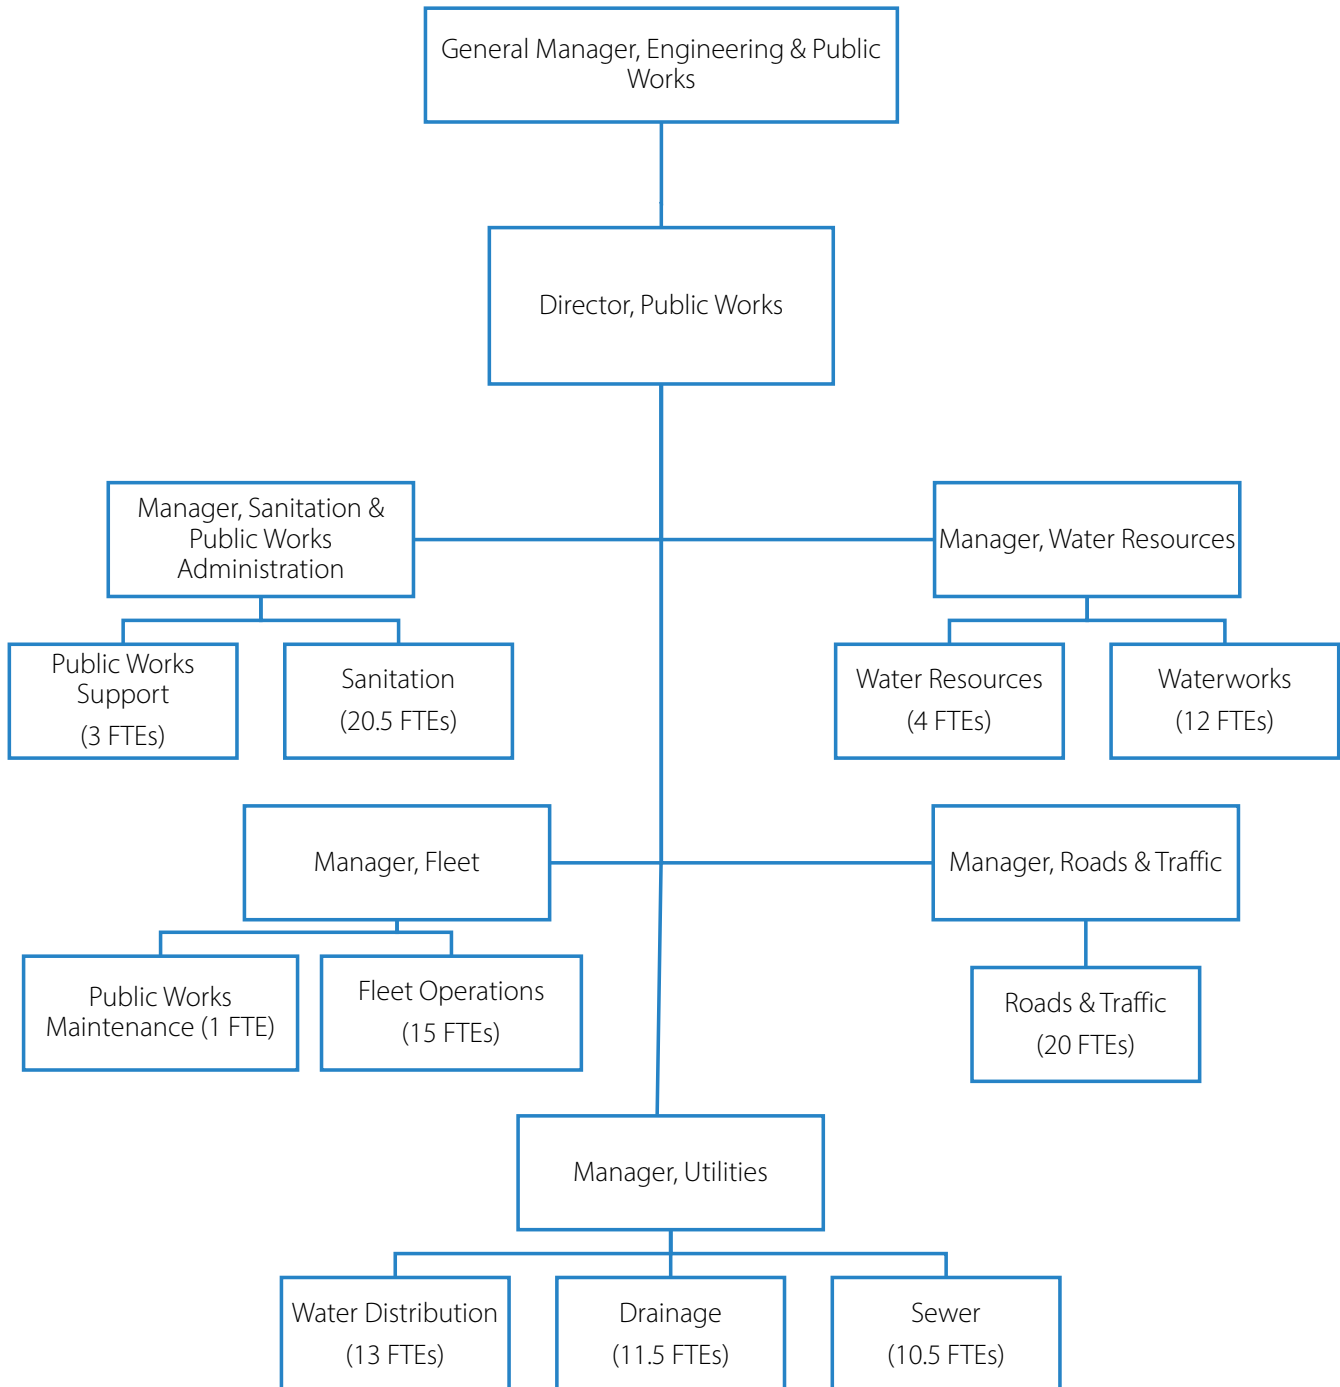 General Manager, Engineering & Public
Works
Director, Public Works
Manager, Sanitation &
Public Works
Administration
Manager, Water Resources
Public Works
Support
(3 FTEs)
Sanitation
(20.5 FTEs)
Water Resources
(4 FTEs)
Waterworks
(12 FTEs)
Manager, Fleet
Manager, Roads & Traffic
Public Works
Maintenance (1 FTE)
Fleet Operations
(15 FTEs)
Roads & Traffic
(20 FTEs)
Manager, Utilities
Water Distribution
(13 FTEs)
Drainage
(11.5 FTEs)
Sewer
(10.5 FTEs)